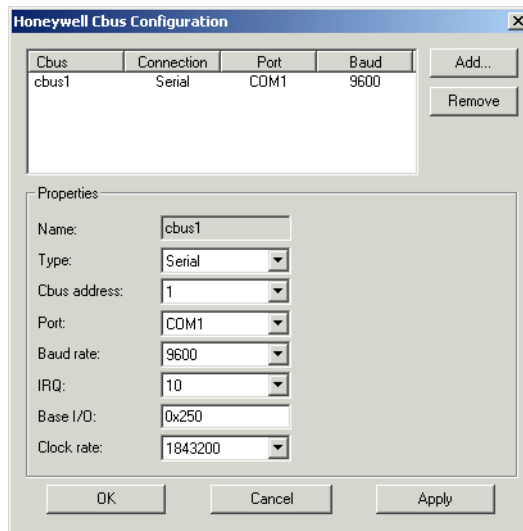 Honeywell Cbus Configuration
Cbus Connection Port Baud
cbus1 Serial COM1 9600
Add...
Remove
Properties
Name: cbus1
Type: Serial
Cbus address: 1
Port: COM1
Baud rate: 9600
IRQ: 10
Base I/O: 0x250
Clock rate: 1843200
OK Cancel Apply